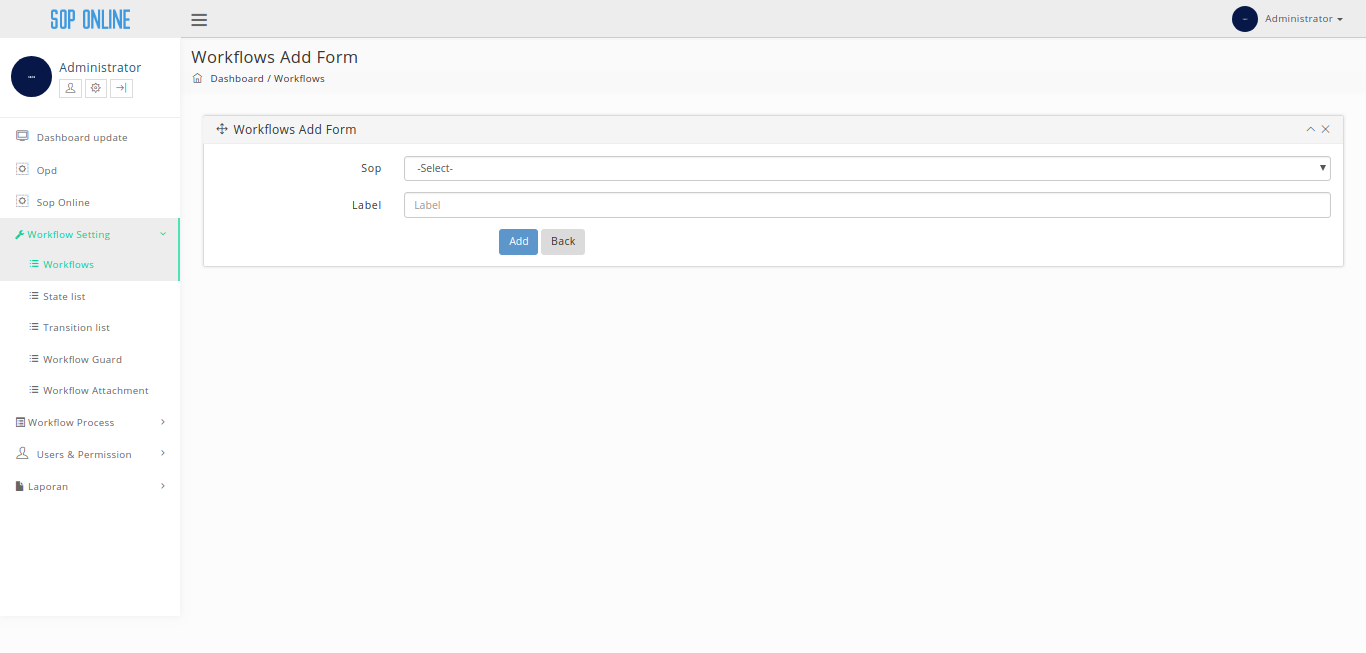 SOP ONLINE
Administrator
Administrator
Workflows Add Form
Dashboard / Workflows
Dashboard update
Opd
Sop Online
Workflow Setting
Workflows
State list
Transition list
Workflow Guard
Workflow Attachment
Workflow Process
Users & Permission
Laporan
Workflows Add Form
Sop
-Select-
Label
Label
Add Back